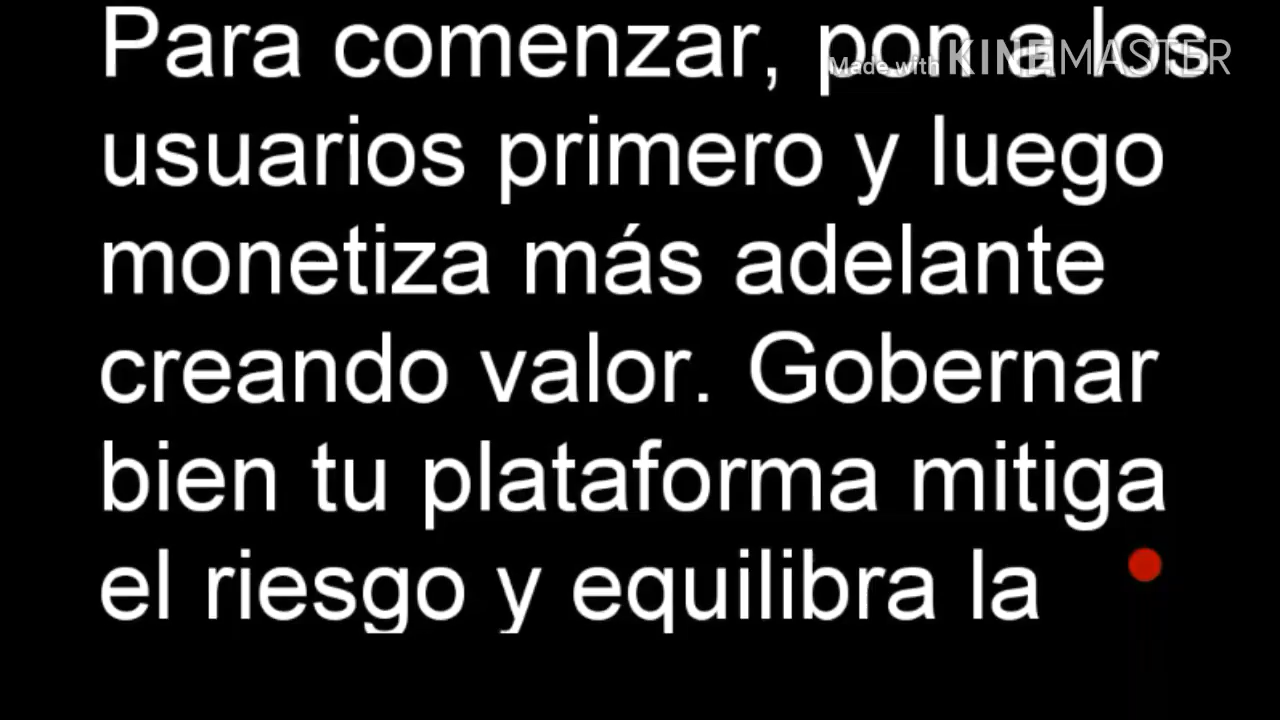 Para comenzar, pon a los
Made with KINEMASTER
usuarios primero y luego
monetiza más adelante
creando valor. Gobernar
bien tu plataforma mitiga
el riesgo y equilibra la